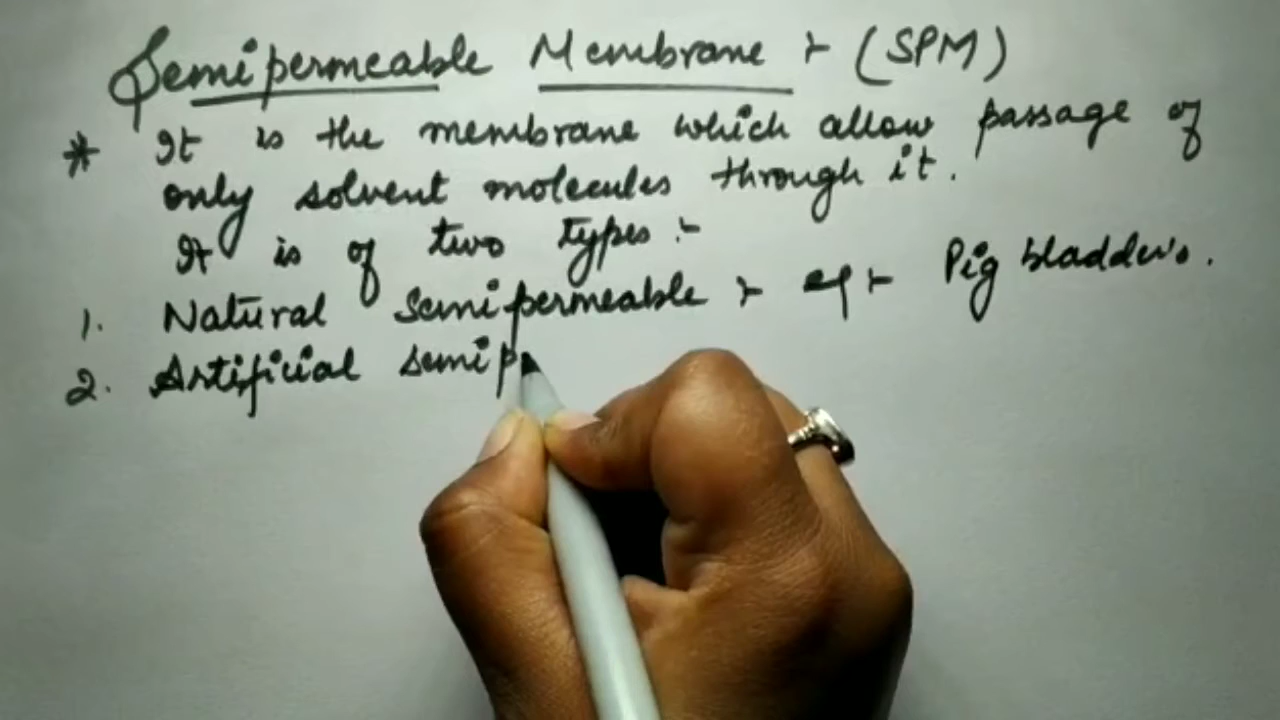 Semipermeable Membrane :- (SPM)
* It is the membrane which allow passage of
only solvent molecules through it.
It is of two types :-
1. Natural semipermeable :- eg :- Pig bladders.
2. Artificial semip